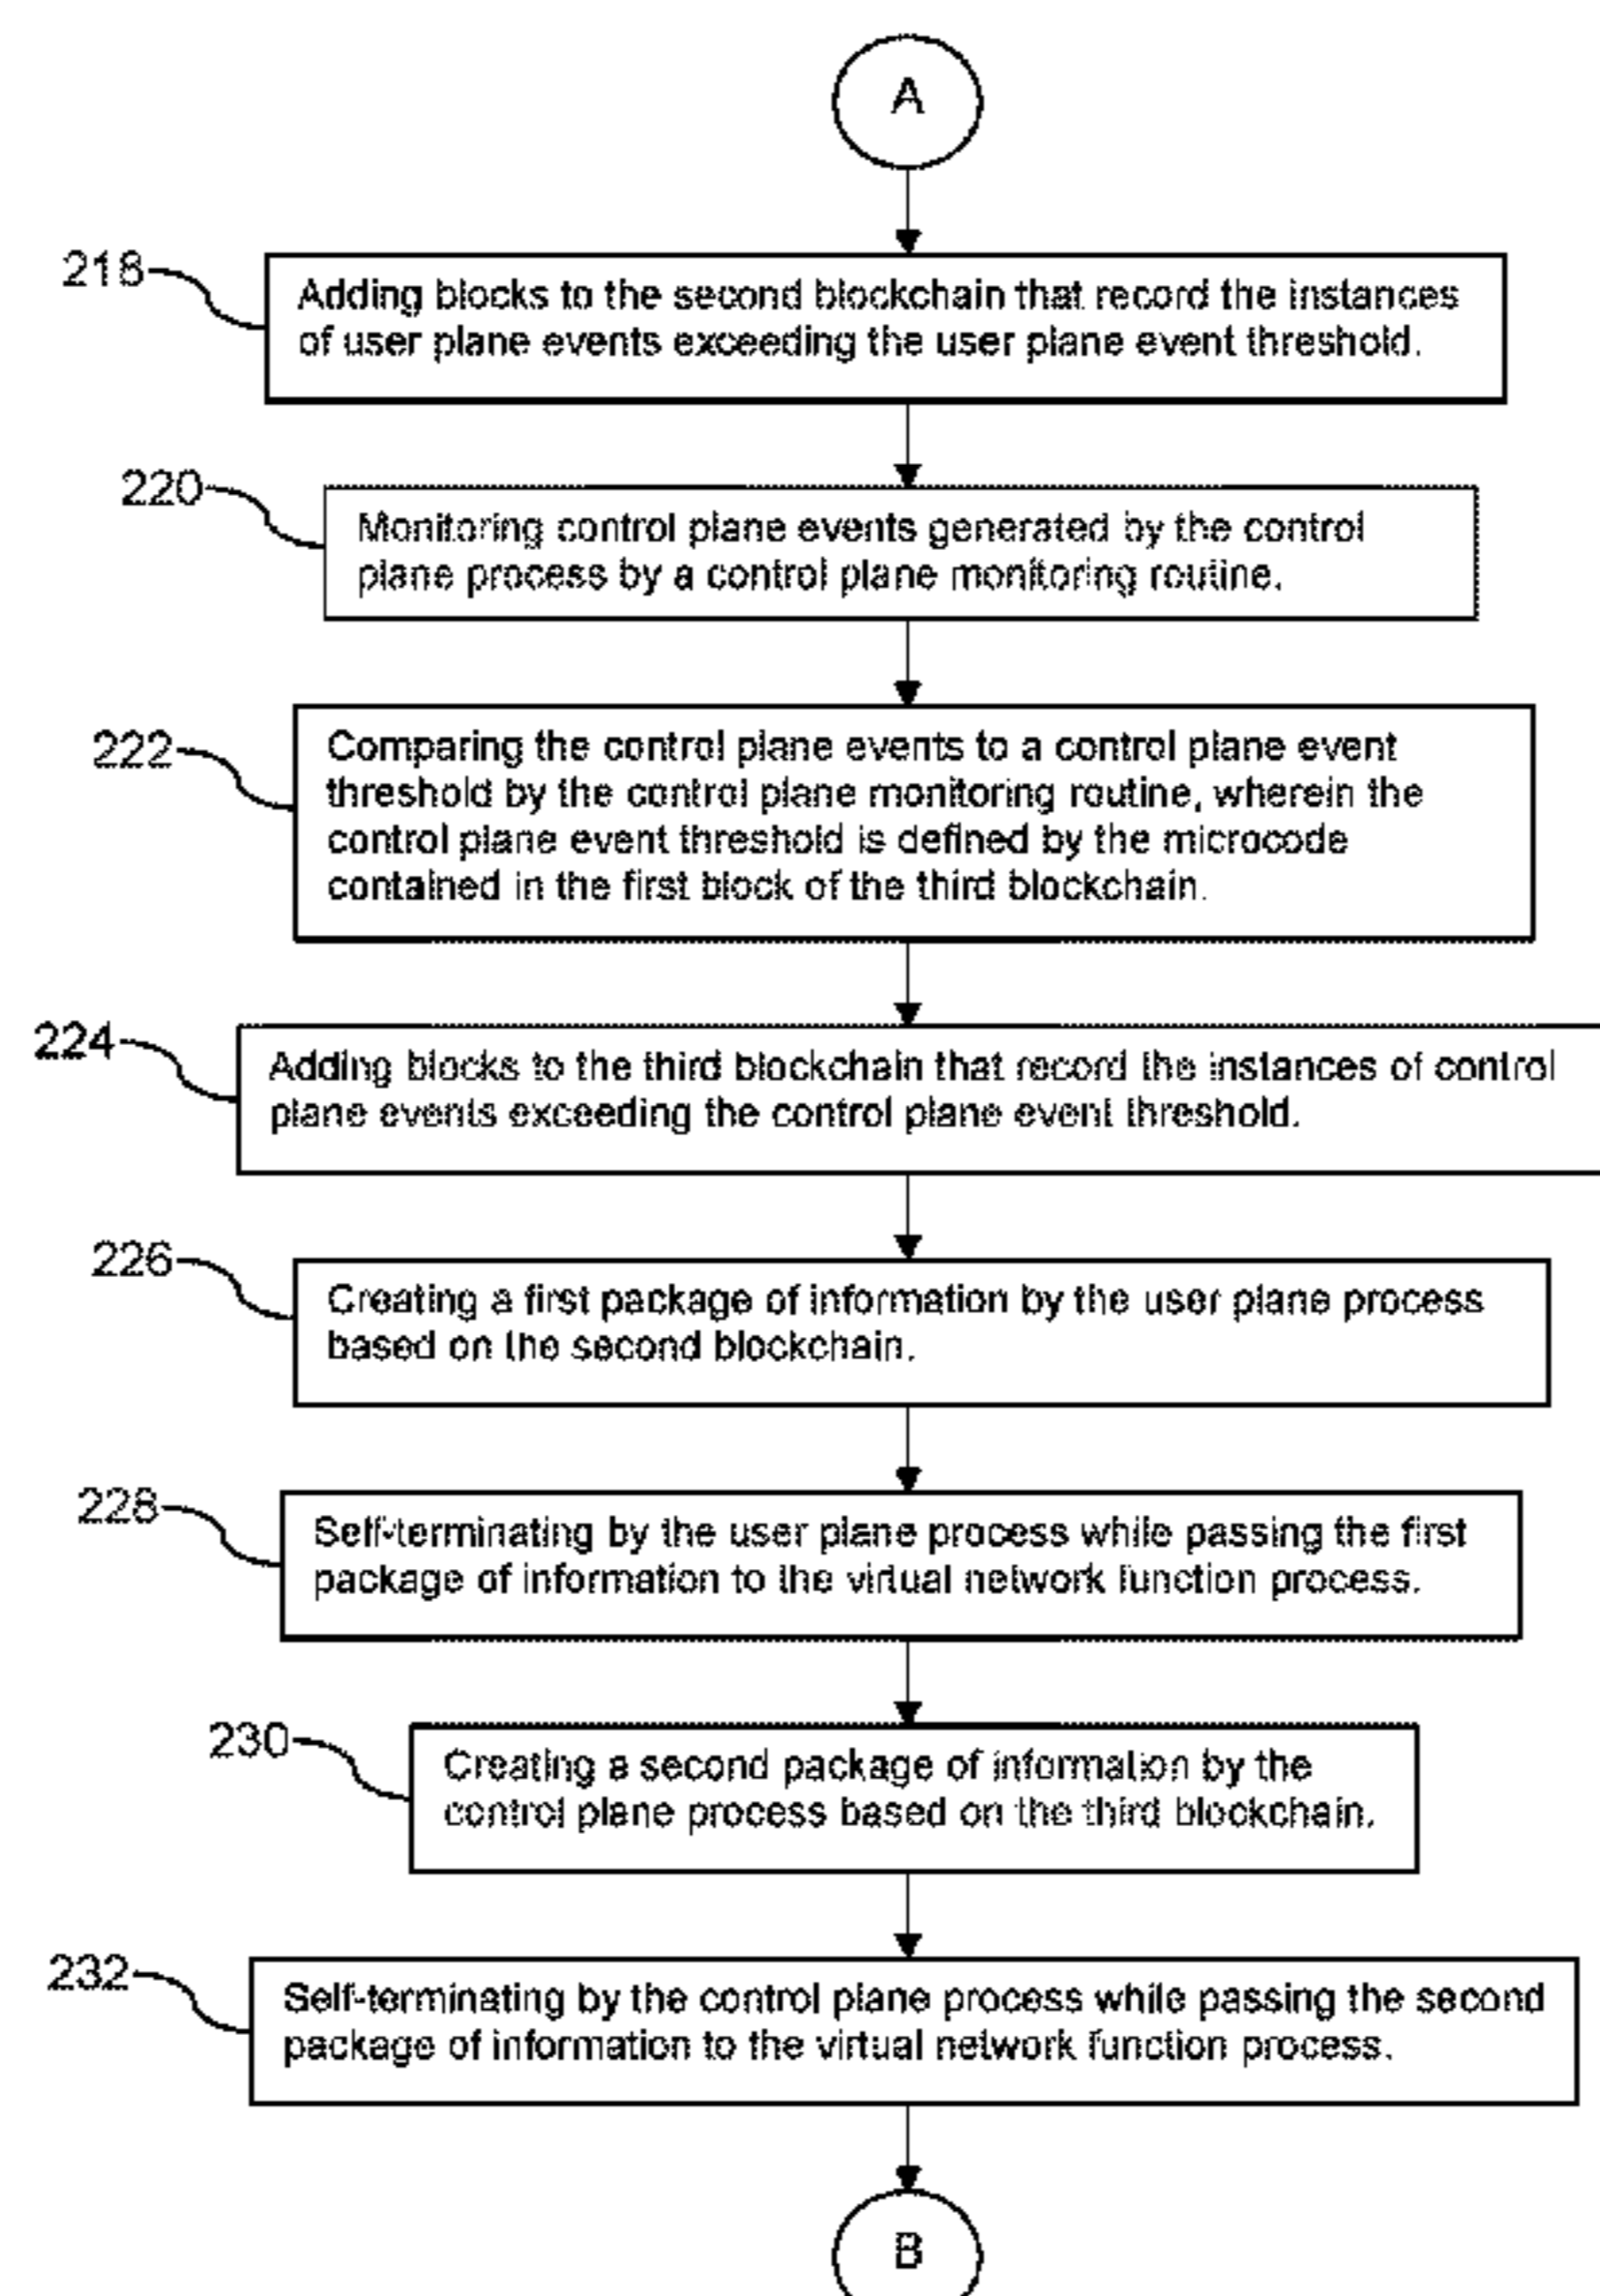 A
218
Adding blocks to the second blockchain that record the instances
of user plane events exceeding the user plane event threshold.
220
Monitoring control plane events generated by the control
plane process by a control plane monitoring routine.
222
Comparing the control plane events to a control plane event
threshold by the control plane monitoring routine, wherein the
control plane event threshold is defined by the microcode
contained in the first block of the third blockchain.
224
Adding blocks to the third blockchain that record the instances of control
plane events exceeding the control plane event threshold.
226
Creating a first package of information by the user plane process
based on the second blockchain.
228
Self-terminating by the user plane process while passing the first
package of information to the virtual network function process.
230
Creating a second package of information by the
control plane process based on the third blockchain.
232
Self-terminating by the control plane process while passing the second
package of information to the virtual network function process.
B